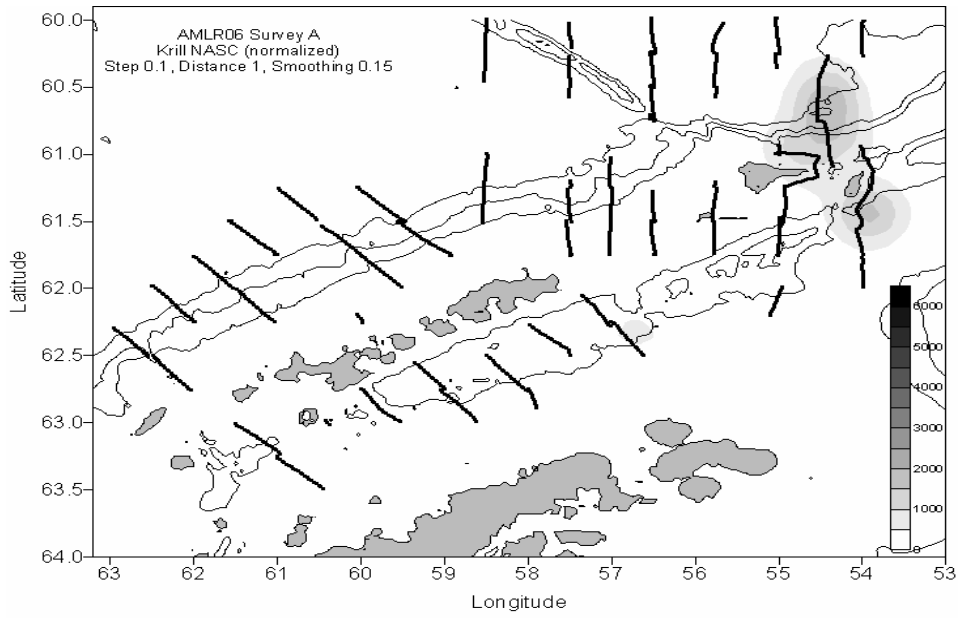 AMLR06 Survey A
Krill NASC (normalized)
Step 0.1, Distance 1, Smoothing 0.15
60.0
60.5
61.0
61.5
62.0
62.5
63.0
63.5
64.0
Latitude
6000
5000
4000
3000
2000
1000
0
63 62 61 60 59 58 57 56 55 54 53
Longitude